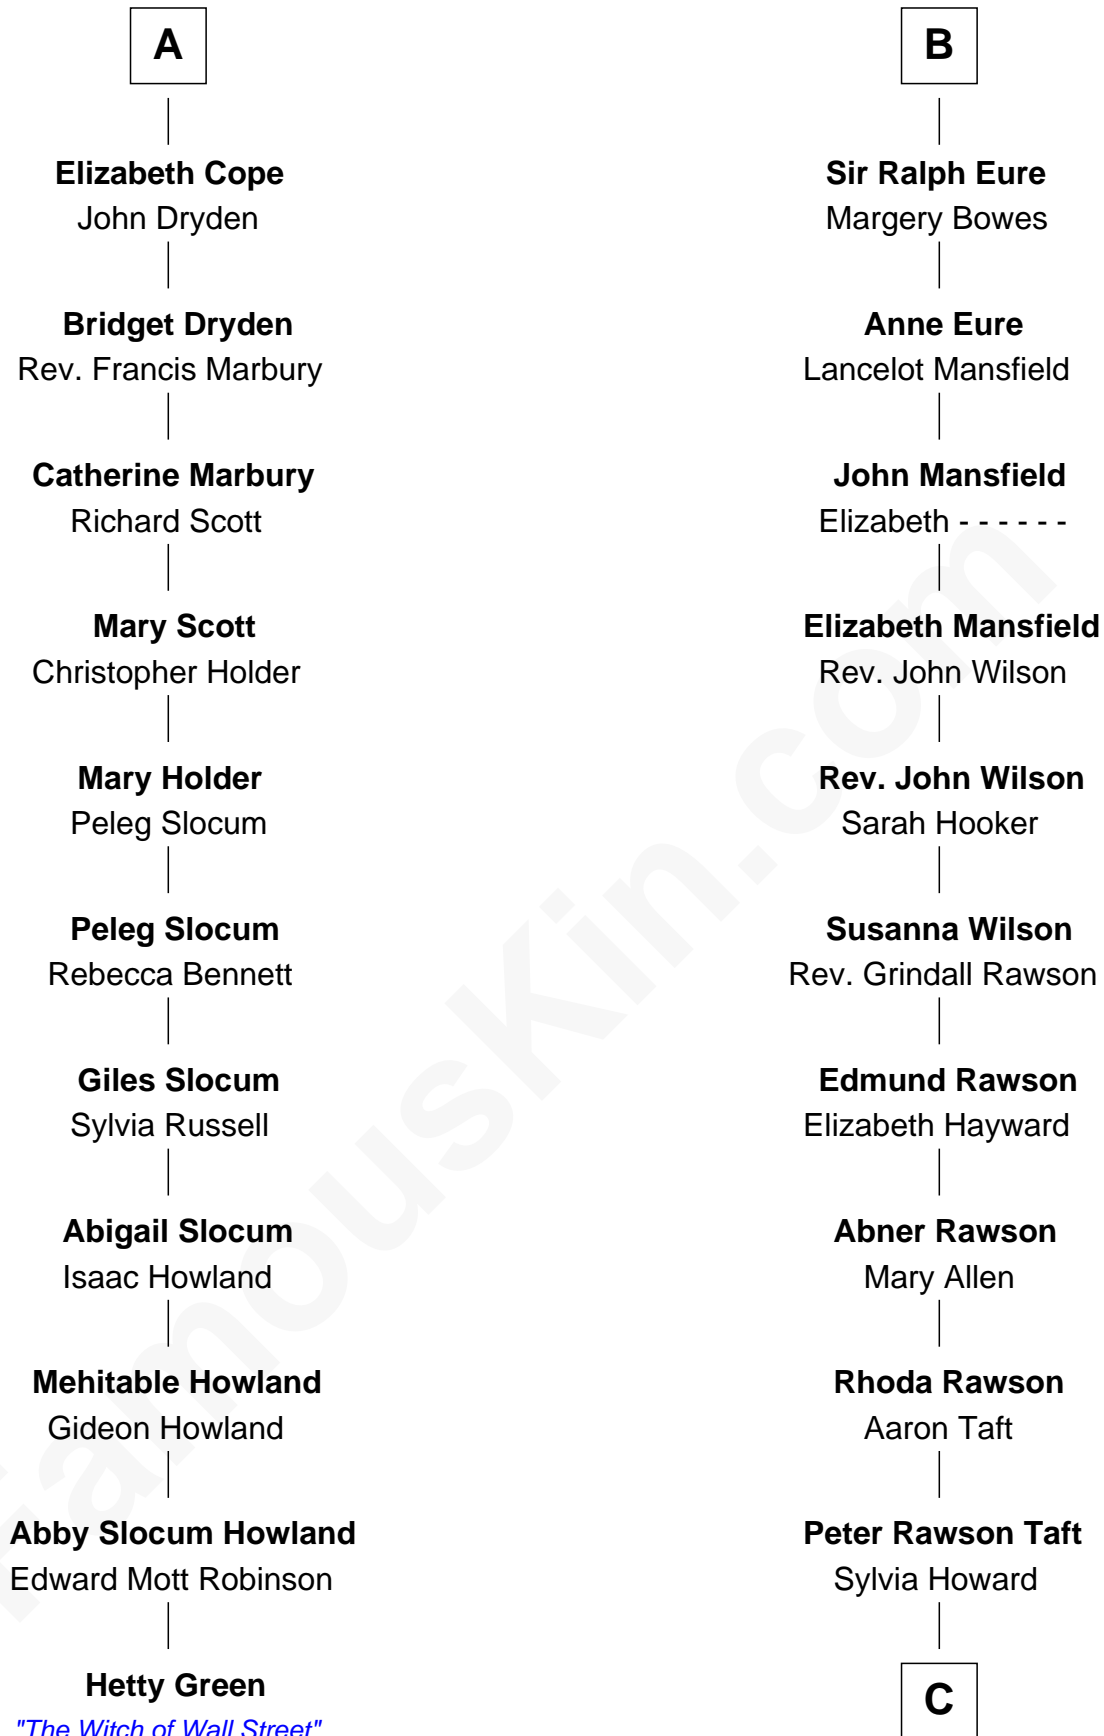 A
Elizabeth Cope
John Dryden
Bridget Dryden
Rev. Francis Marbury
Catherine Marbury
Richard Scott
Mary Scott
Christopher Holder
Mary Holder
Peleg Slocum
Peleg Slocum
Rebecca Bennett
Giles Slocum
Sylvia Russell
Abigail Slocum
Isaac Howland
Mehitable Howland
Gideon Howland
Abby Slocum Howland
Edward Mott Robinson
Hetty Green
"The Witch of Wall Street"
B
Sir Ralph Eure
Margery Bowes
Anne Eure
Lancelot Mansfield
John Mansfield
Elizabeth - - - - - -
Elizabeth Mansfield
Rev. John Wilson
Rev. John Wilson
Sarah Hooker
Susanna Wilson
Rev. Grindall Rawson
Edmund Rawson
Elizabeth Hayward
Abner Rawson
Mary Allen
Rhoda Rawson
Aaron Taft
Peter Rawson Taft
Sylvia Howard
C
FamousKin.com